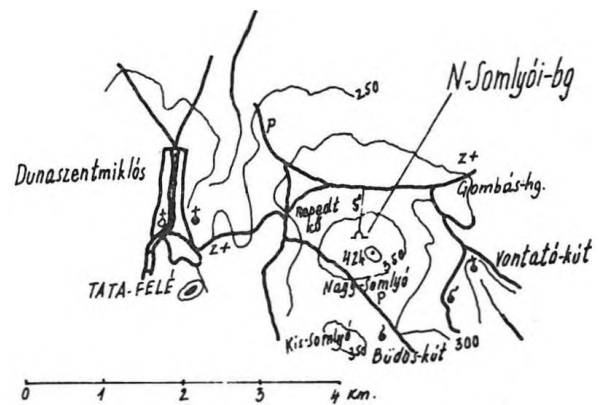 250
N-Somlyói-bg
P
Dunaszentmiklós
Z+
Gombás-hg.
Repedt
kő
S
424
350
Vontató-kút
Z+
TATA-FELÉ
Nagy-Somlyó
P
Kis-Somlyó
350
Büdös-kút
300
0 1 2 3 4 km.